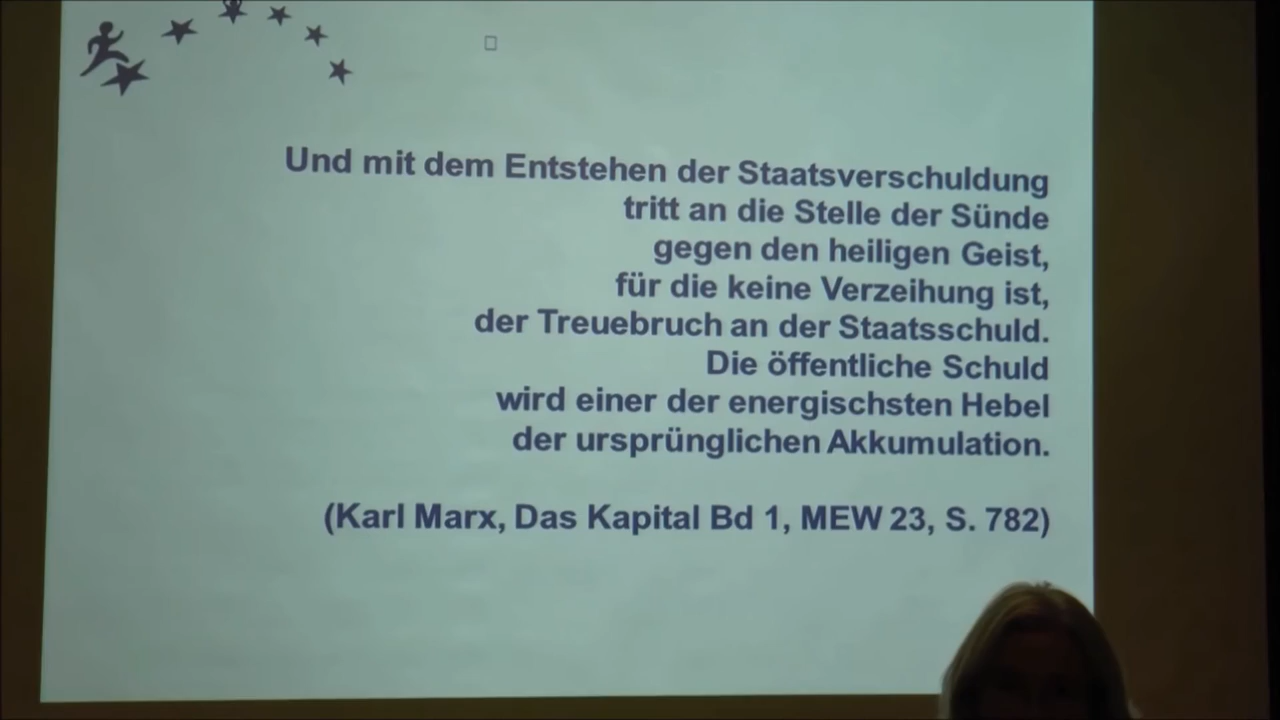 Und mit dem Entstehen der Staatsverschuldung
tritt an die Stelle der Sünde
gegen den heiligen Geist,
für die keine Verzeihung ist,
der Treuebruch an der Staatsschuld.
Die öffentliche Schuld
wird einer der energischsten Hebel
der ursprünglichen Akkumulation.
(Karl Marx, Das Kapital Bd 1, MEW 23, S. 782)